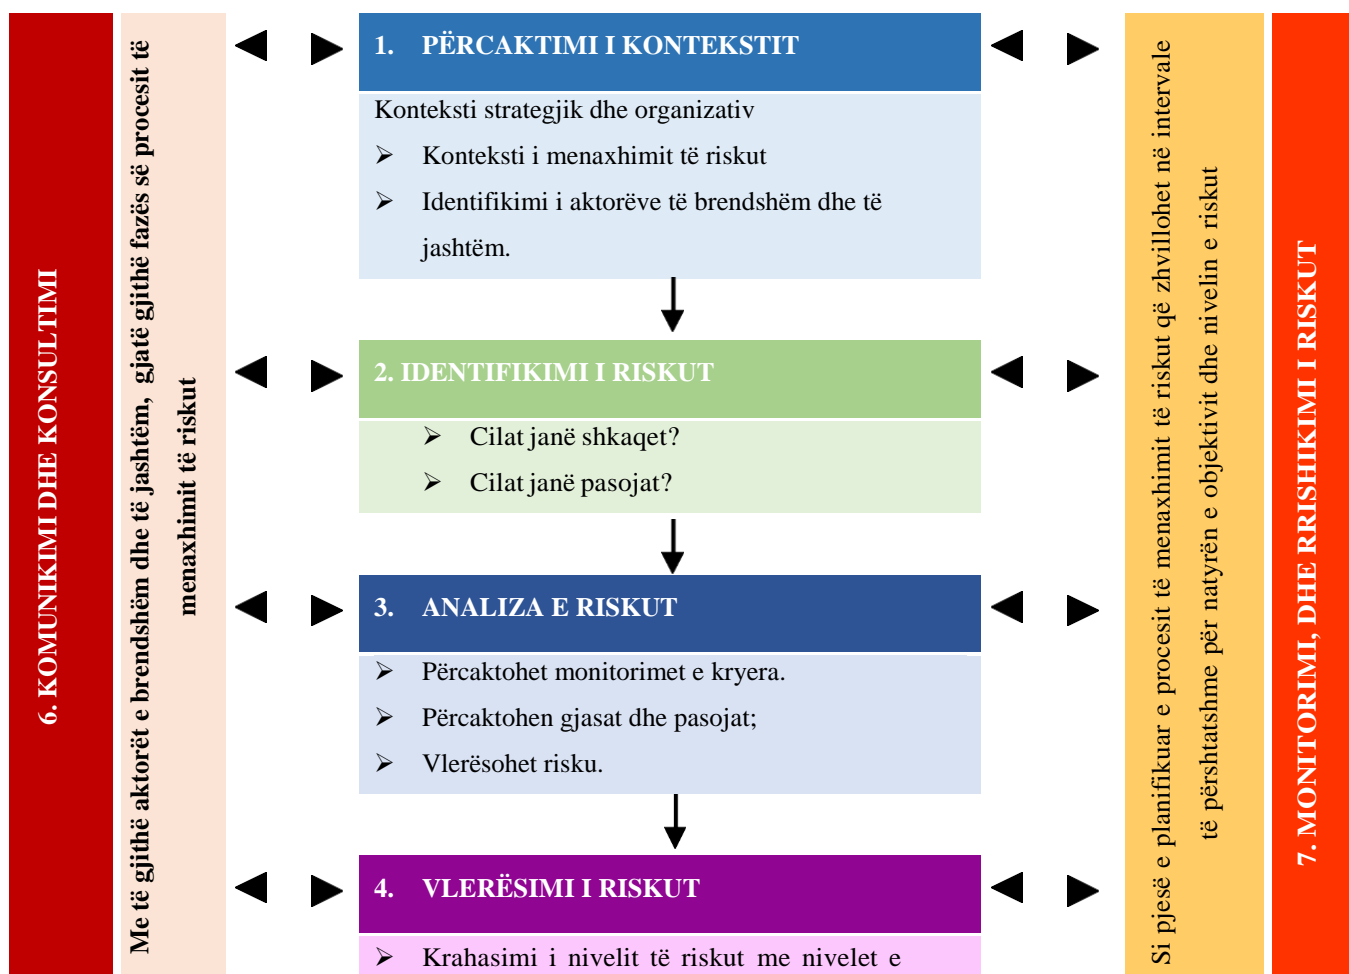 6. KOMUNIKIMI DHE KONSULTIMI
Me të gjithë aktorët e brendshëm dhe të jashtëm, gjatë gjithë fazës së procesit të
menaxhimit të riskut
1. PËRCAKTIMI I KONTEKSTIT
Konteksti strategjik dhe organizativ
➢ Konteksti i menaxhimit të riskut
➢ Identifikimi i aktorëve të brendshëm dhe të
jashtëm.
2. IDENTIFIKIMI I RISKUT
➢ Cilat janë shkaqet?
➢ Cilat janë pasojat?
3. ANALIZA E RISKUT
➢ Përcaktohet monitorimet e kryera.
➢ Përcaktohen gjasat dhe pasojat;
➢ Vlerësohet risku.
4. VLERËSIMI I RISKUT
➢ Krahasimi i nivelit të riskut me nivelet e
Si pjesë e planifikuar e procesit të menaxhimit të riskut që zhvillohet në intervale
të përshtatshme për natyrën e objektivit dhe nivelin e riskut
7. MONITORIMI, DHE RRISHIKIMI I RISKUT